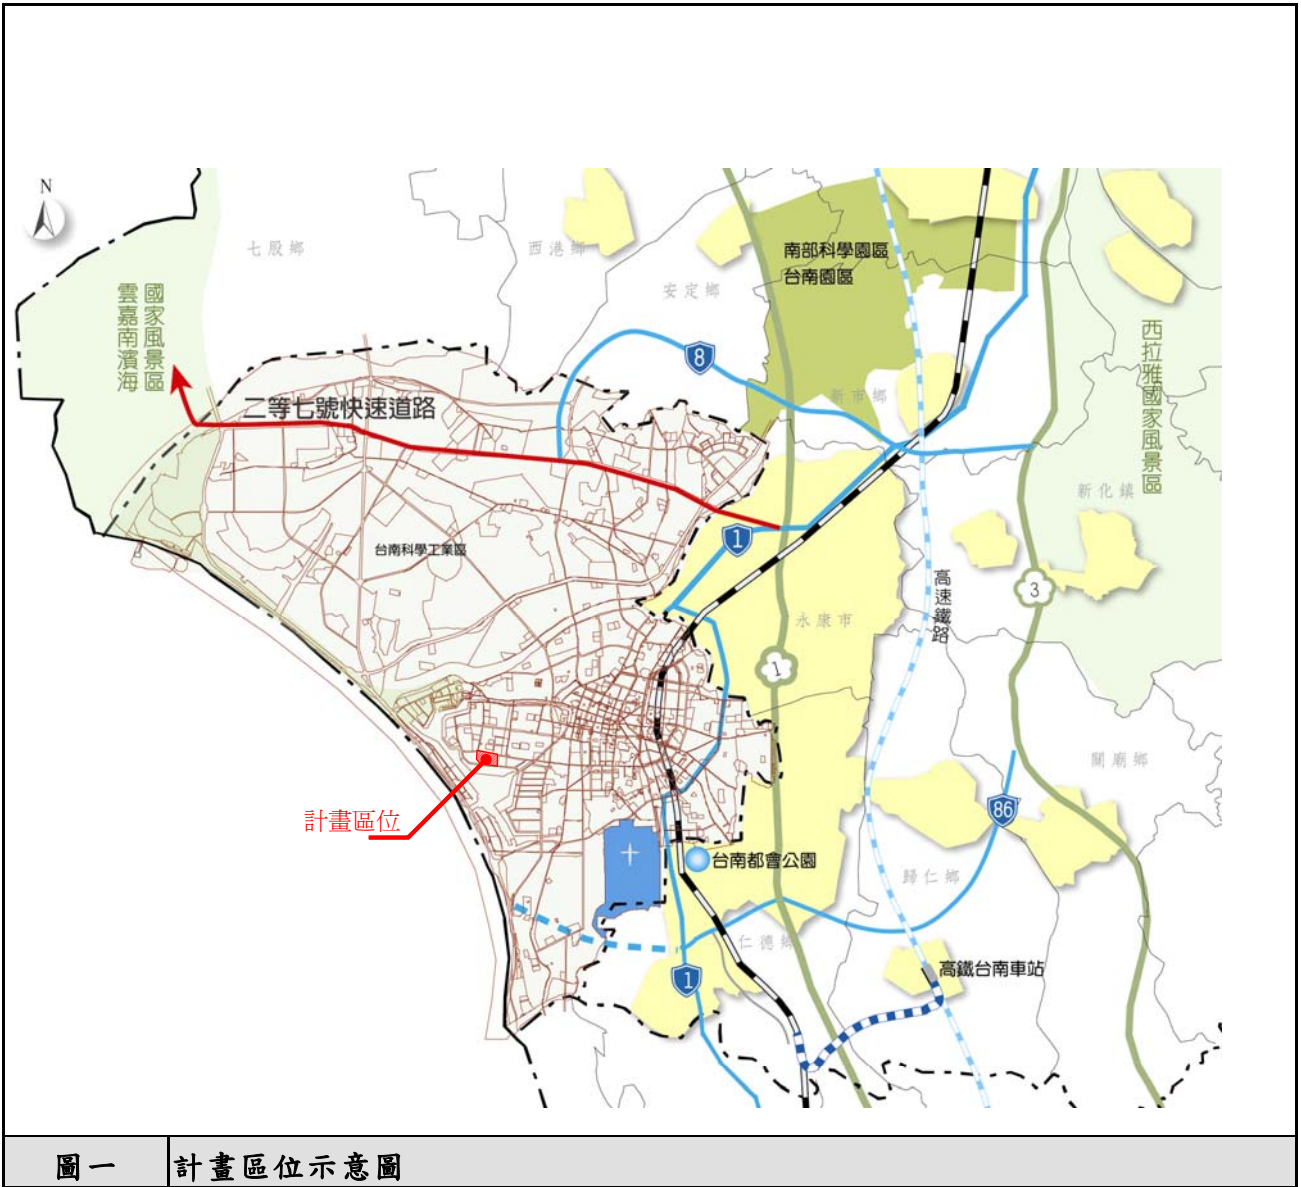 N
七股鄉
西港鄉
安定鄉
南部科學園區
台南園區
國家風景區
雲嘉南濱海
西拉雅國家風景區
8
新市鄉
二等七號快速道路
新化鎮
1
台南科學工業區
高速鐵路
3
永康市
1
關廟鄉
計畫區位
86
台南都會公園
歸仁鄉
仁德鄉
高鐵台南車站
1
圖一
計畫區位示意圖